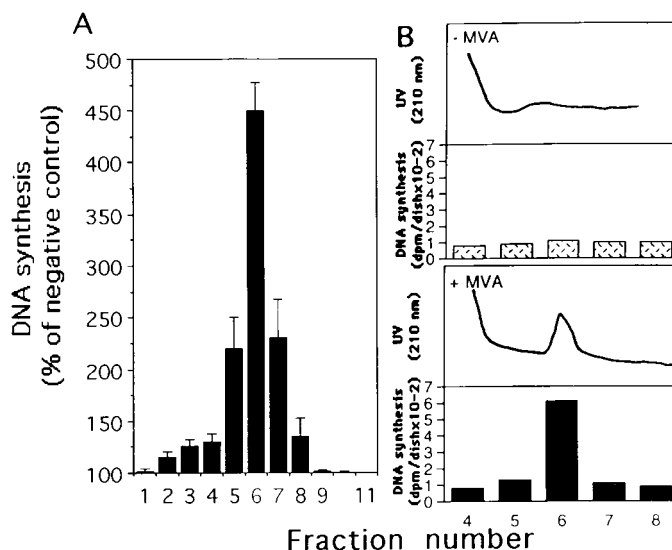 A
DNA synthesis
(% of negative control)
500
450
400
350
300
250
200
150
100
1 2 3 4 5 6 7 8 9 11
B
- MVA
UV
(210 nm)
DNA synthesis
(dpm/dishx10-2)
7
6
5
4
3
2
1
0
+ MVA
UV
(210 nm)
DNA synthesis
(dpm/dishx10-2)
7
6
5
4
3
2
1
0
4 5 6 7 8
Fraction number